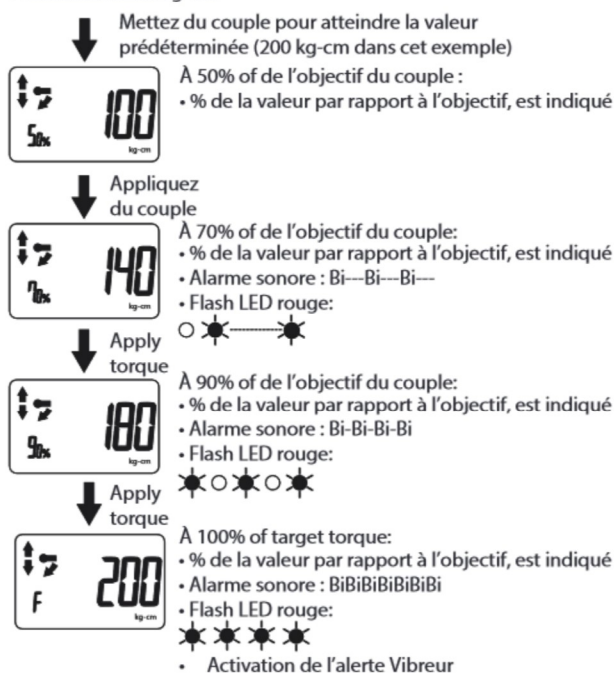 Mettez du couple pour atteindre la valeur
prédéterminée (200 kg-cm dans cet exemple)
À 50% of de l'objectif du couple :
• % de la valeur par rapport à l'objectif, est indiqué
50%
100
kg-cm
Appliquez
du couple
À 70% of de l'objectif du couple:
• % de la valeur par rapport à l'objectif, est indiqué
• Alarme sonore : Bi---Bi---Bi---
• Flash LED rouge:
70%
140
kg-cm
Apply
torque
À 90% of de l'objectif du couple:
• % de la valeur par rapport à l'objectif, est indiqué
• Alarme sonore : Bi-Bi-Bi-Bi
• Flash LED rouge:
90%
180
kg-cm
Apply
torque
À 100% of target torque:
• % de la valeur par rapport à l'objectif, est indiqué
• Alarme sonore : BiBiBiBiBiBiBi
• Flash LED rouge:
F
200
kg-cm
• Activation de l'alerte Vibreur